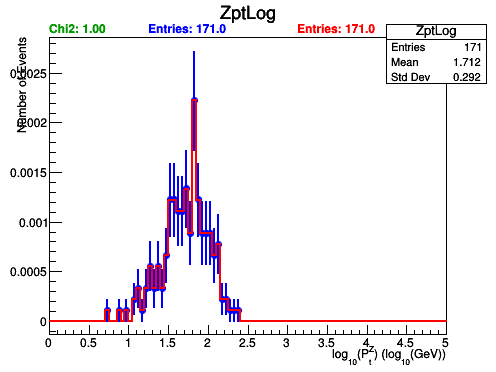 ZptLog
Chi2: 1.00
Entries: 171.0
Entries: 171.0
ZptLog
Entries 171
Mean 1.712
Std Dev 0.292
Number of Events
0.0025
0.002
0.0015
0.001
0.0005
0
0 0.5 1 1.5 2 2.5 3 3.5 4 4.5 5
log10(PtZ) (log10(GeV))